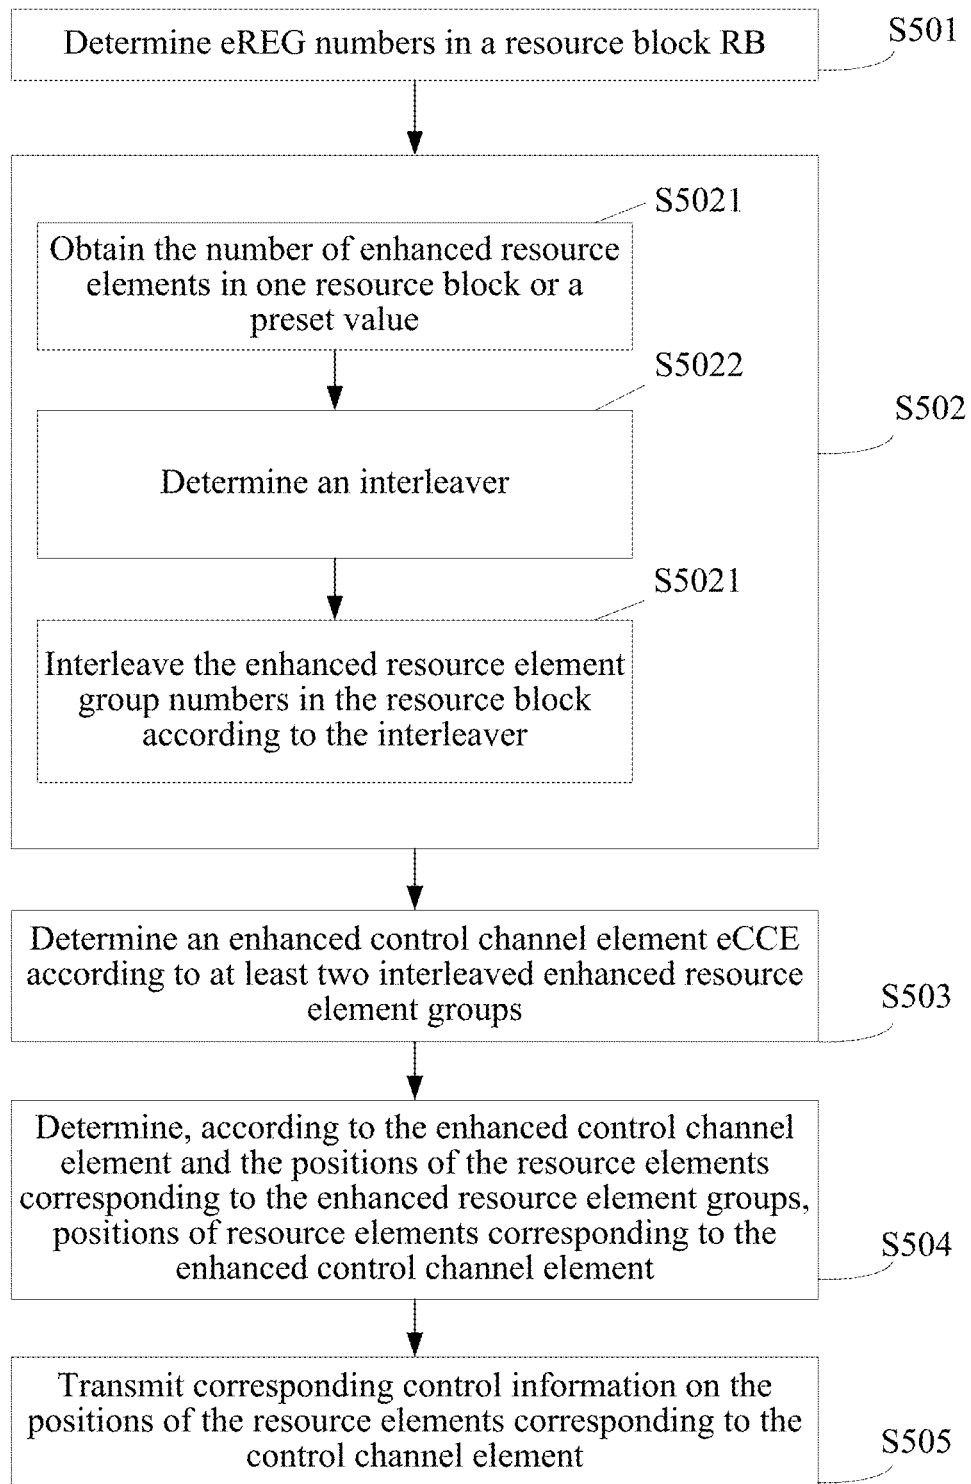 Determine eREG numbers in a resource block RB
S501
S5021
Obtain the number of enhanced resource
elements in one resource block or a
preset value
S5022
S502
Determine an interleaver
S5021
Interleave the enhanced resource element
group numbers in the resource block
according to the interleaver
Determine an enhanced control channel element eCCE
according to at least two interleaved enhanced resource
element groups
S503
Determine, according to the enhanced control channel
element and the positions of the resource elements
corresponding to the enhanced resource element groups,
positions of resource elements corresponding to the
enhanced control channel element
S504
Transmit corresponding control information on the
positions of the resource elements corresponding to the
control channel element
S505